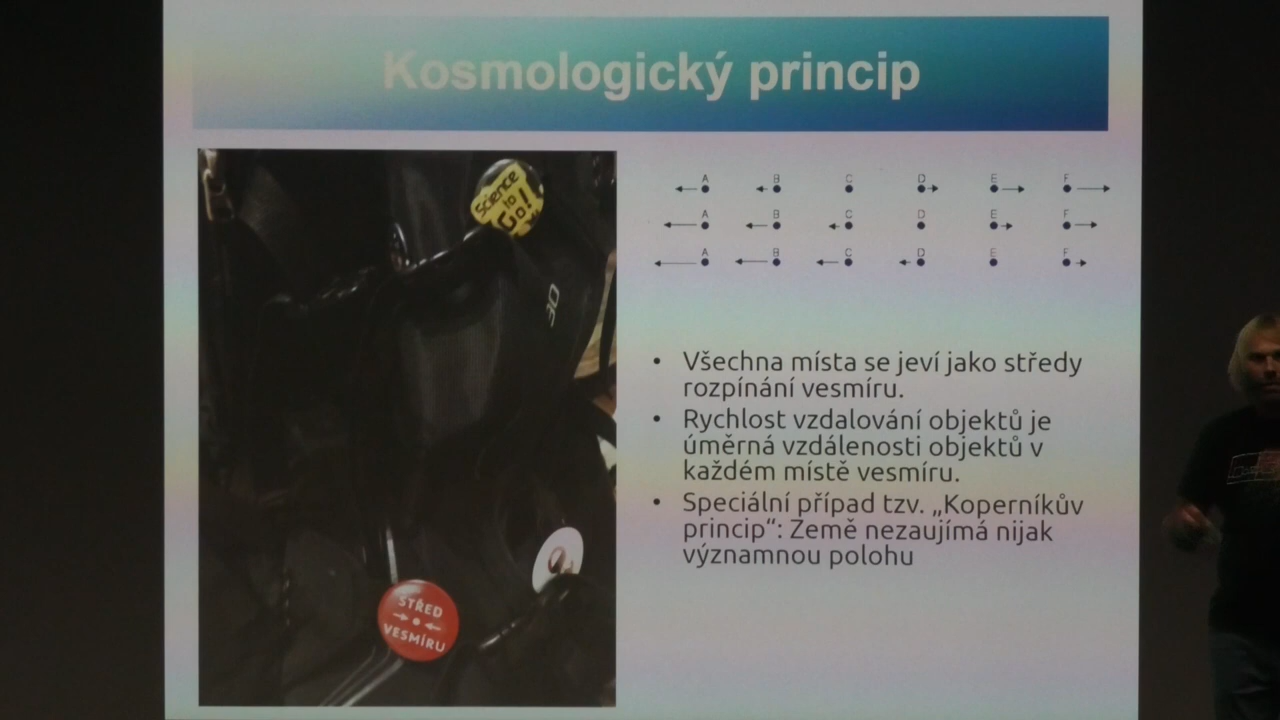 Kosmologický princip
Science
to
Go!
30
STŘED
VESMÍRU
A B C D E F
A B C D E F
A B C D E F
• Všechna místa se jeví jako středy
rozpínání vesmíru.
• Rychlost vzdalování objektů je
úměrná vzdálenosti objektů v
každém místě vesmíru.
• Speciální případ tzv. „Koperníkův
princip“: Země nezaujímá nijak
významnou polohu